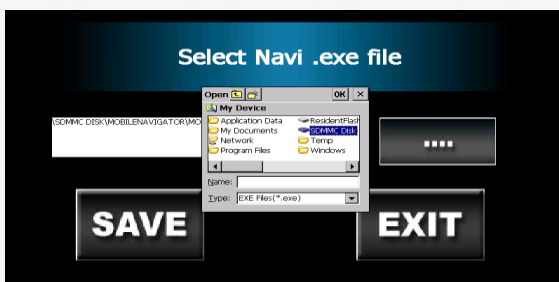 Select Navi .exe file
Open OK ×
My Device
Application Data ResidentFlash
My Documents SDMMC Disk
Network Temp
Program Files Windows
\SDMMC DISK\MOBILENAVIGATOR\MO
....
Name:
Type: EXE Files(*.exe)
SAVE EXIT